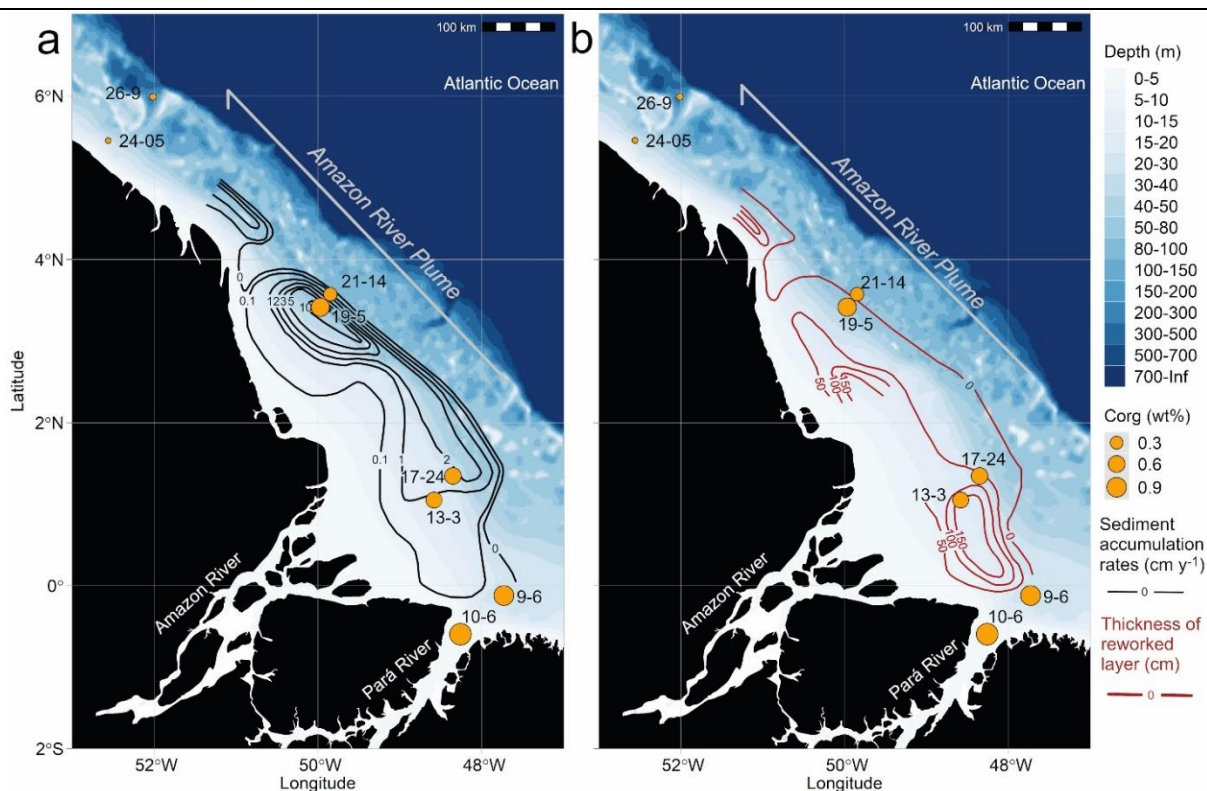 a
100 km
Atlantic Ocean
6°N
26-9
24-05
Amazon River Plume
4°N
0
0.1
1235
10
21-14
19-5
Latitude
2°N
0.1
1
2
17-24
13-3
0
0°
9-6
10-6
Amazon River
Pará River
2°S
52°W
50°W
48°W
Longitude
b
100 km
Atlantic Ocean
26-9
24-05
Amazon River Plume
21-14
19-5
50
100
150
0
17-24
13-3
50
100
150
0
9-6
10-6
Amazon River
Pará River
52°W
50°W
48°W
Longitude
Depth (m)
0-5
5-10
10-15
15-20
20-30
30-40
40-50
50-80
80-100
100-150
150-200
200-300
300-500
500-700
700-Inf
Corg (wt%)
0.3
0.6
0.9
Sediment
accumulation
rates (cm y⁻¹)
0
Thickness of
reworked
layer (cm)
0